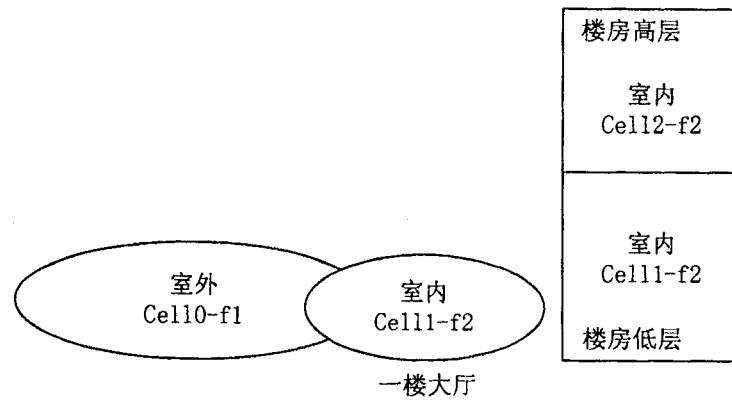 楼房高层
室内
Cell2-f2
室内
Cell1-f2
楼房低层
室外
Cell0-f1
室内
Cell1-f2
一楼大厅